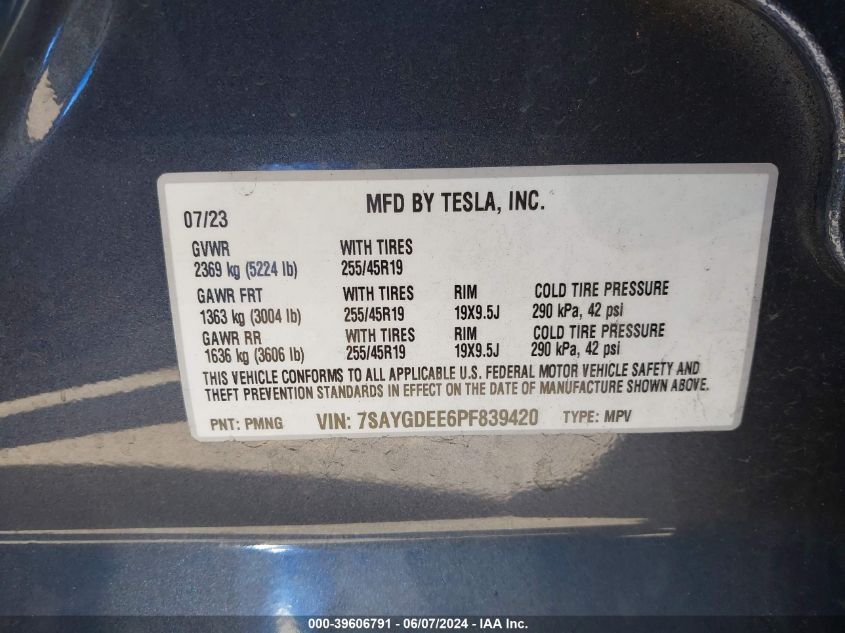 MFD BY TESLA, INC.
07/23
GVWR WITH TIRES
2369 kg (5224 lb) 255/45R19
GAWR FRT WITH TIRES RIM COLD TIRE PRESSURE
1363 kg (3004 lb) 255/45R19 19X9.5J 290 kPa, 42 psi
GAWR RR WITH TIRES RIM COLD TIRE PRESSURE
1636 kg (3606 lb) 255/45R19 19X9.5J 290 kPa, 42 psi
THIS VEHICLE CONFORMS TO ALL APPLICABLE U.S. FEDERAL MOTOR VEHICLE SAFETY AND
THEFT PREVENTION STANDARDS IN EFFECT ON THE DATE OF MANUFACTURE SHOWN ABOVE.
PNT: PMNG VIN: 7SAYGDEE6PF839420 TYPE: MPV
000-39606791 - 06/07/2024 - IAA Inc.